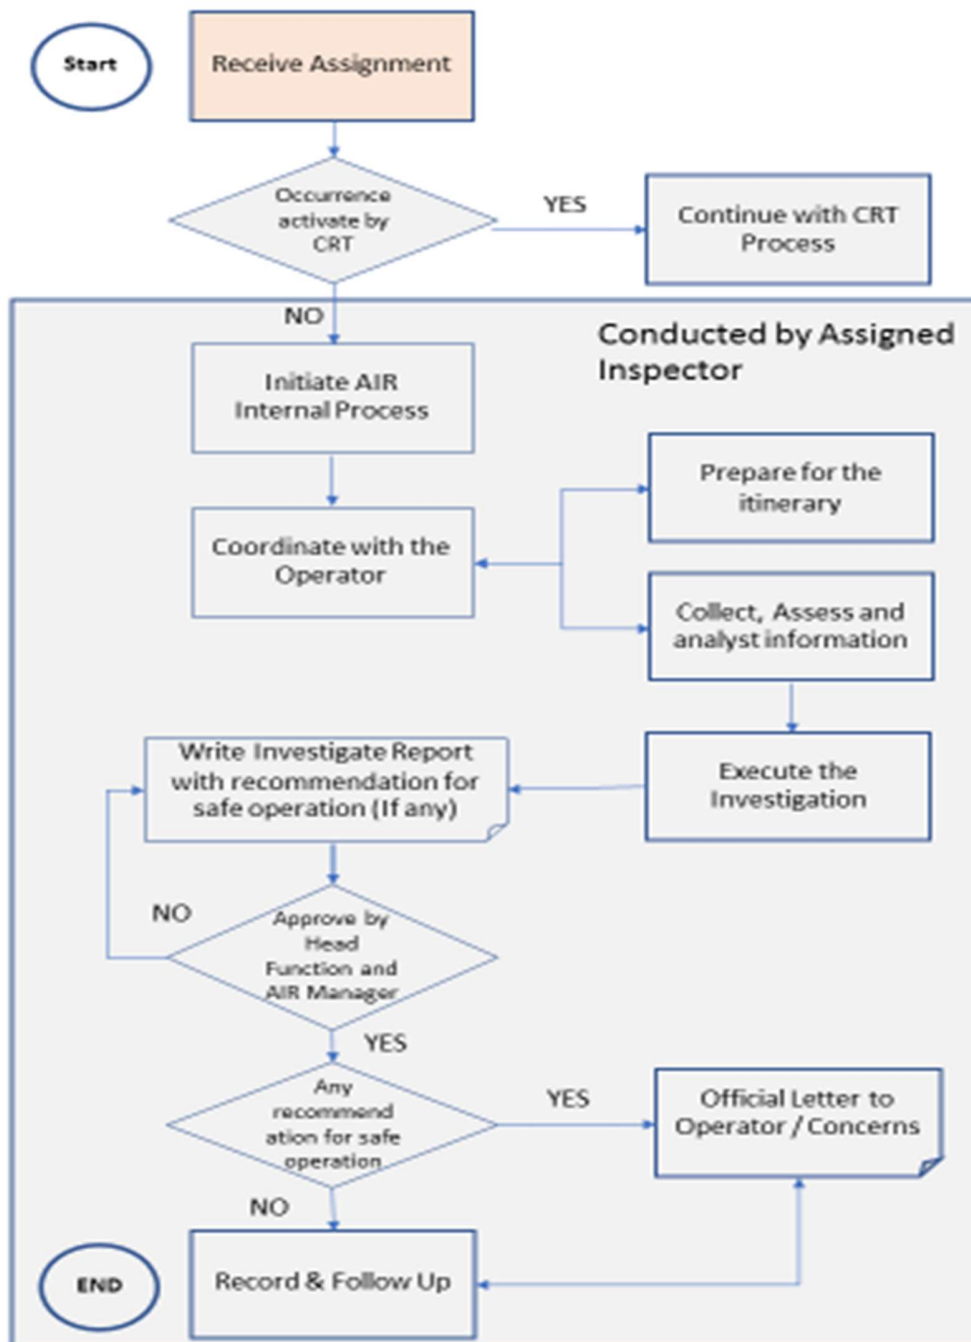 Start
Receive Assignment
Occurrence
activate by
CRT
YES
Continue with CRT
Process
NO
Conducted by Assigned
Inspector
Initiate AIR
Internal Process
Prepare for the
itinerary
Coordinate with the
Operator
Collect, Assess and
analyst information
Write Investigate Report
with recommendation for
safe operation (If any)
Execute the
Investigation
NO
Approve by
Head
Function and
AIR Manager
YES
Any
recommend
ation for safe
operation
YES
Official Letter to
Operator / Concerns
NO
END
Record & Follow Up